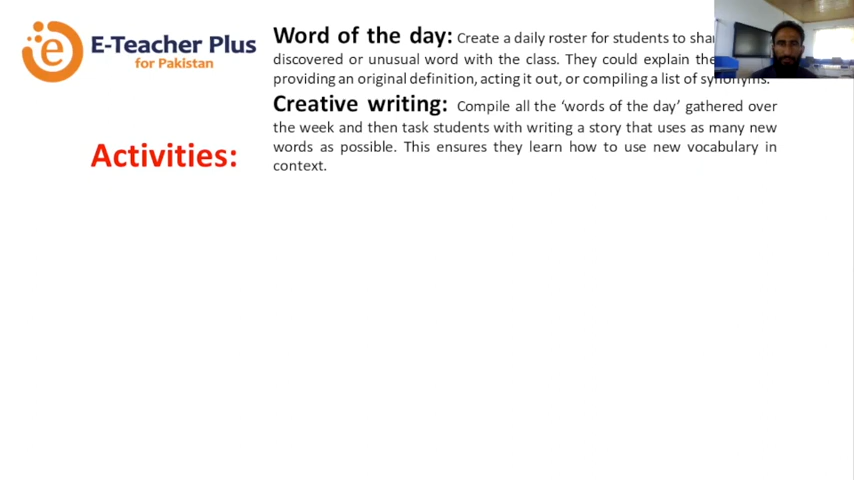 E-Teacher Plus
for Pakistan
Activities:
Word of the day: Create a daily roster for students to
discovered or unusual word with the class. They could explain
providing an original definition, acting it out, or compiling a list of synonyms.
Creative writing: Compile all the ‘words of the day’ gathered over
the week and then task students with writing a story that uses as many new
words as possible. This ensures they learn how to use new vocabulary in
context.